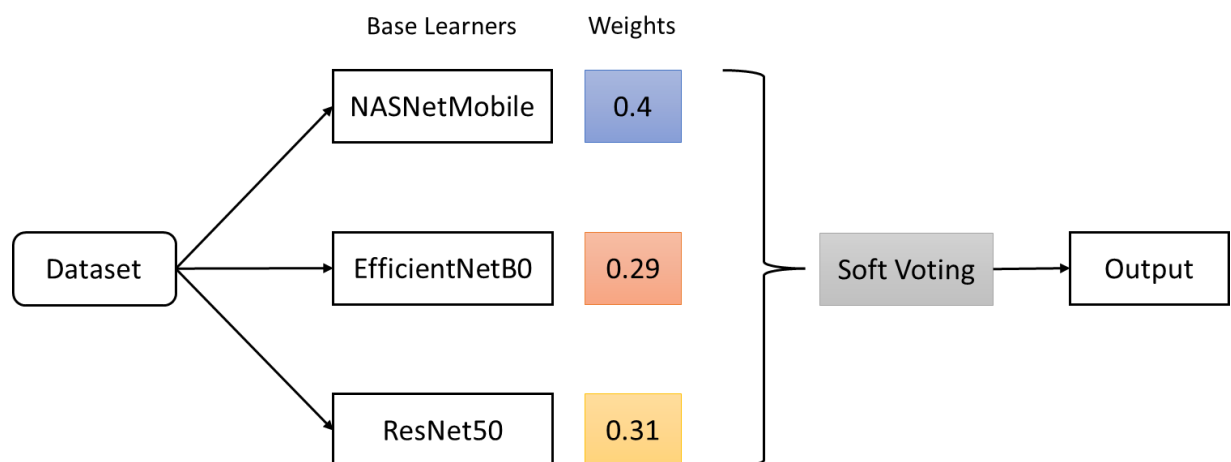 Base Learners
Weights
NASNetMobile
0.4
Dataset
EfficientNetB0
0.29
Soft Voting
Output
ResNet50
0.31